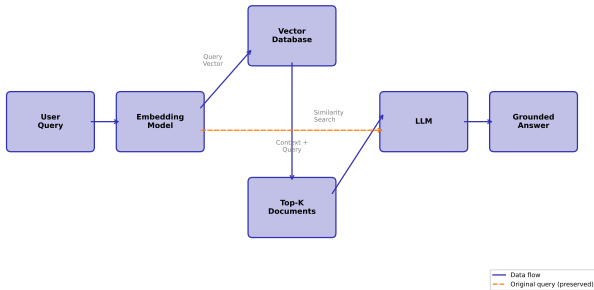 Vector
Database
Query
Vector
User
Query
Embedding
Model
Similarity
Search
LLM
Grounded
Answer
Context +
Query
Top-K
Documents
Data flow
Original query (preserved)